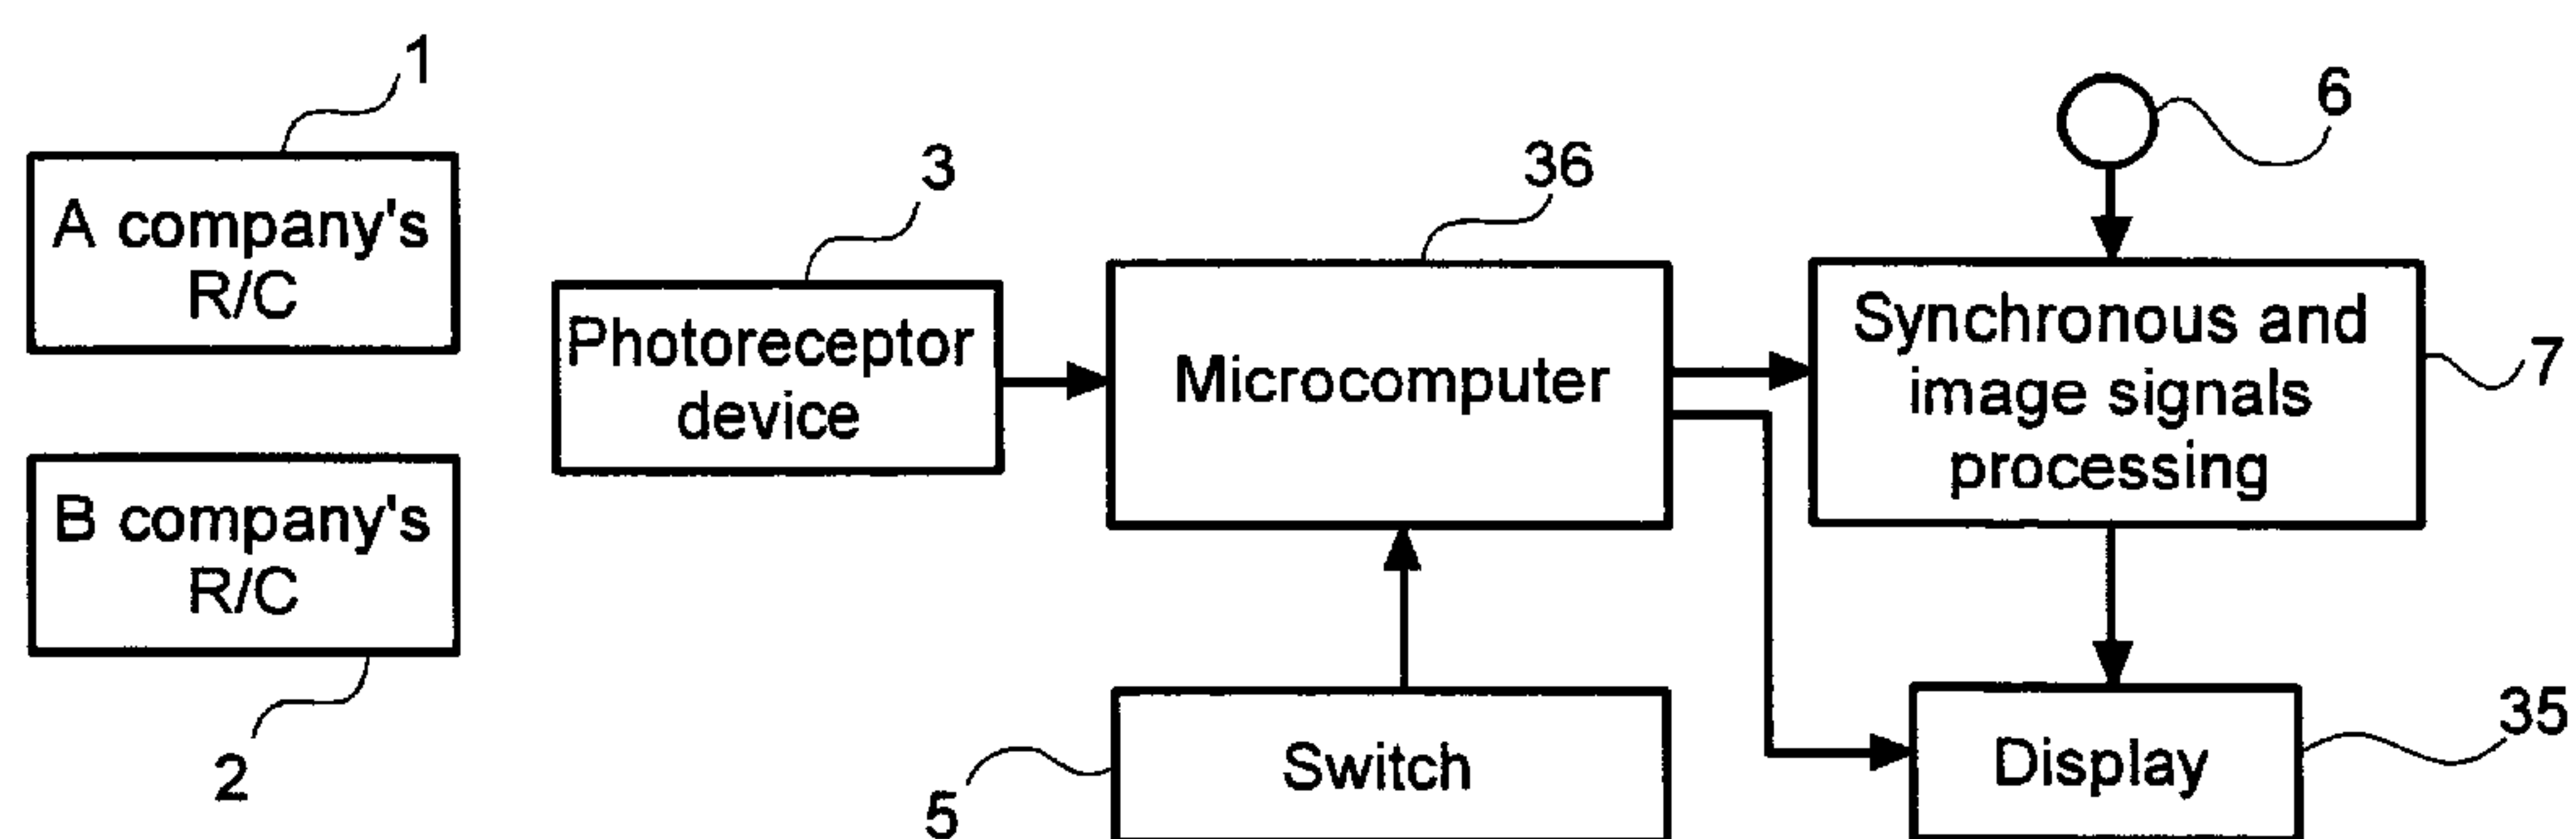 1
A company's
R/C
B company's
R/C
2
3
Photoreceptor
device
36
Microcomputer
5
Switch
6
Synchronous and
image signals
processing
7
Display
35